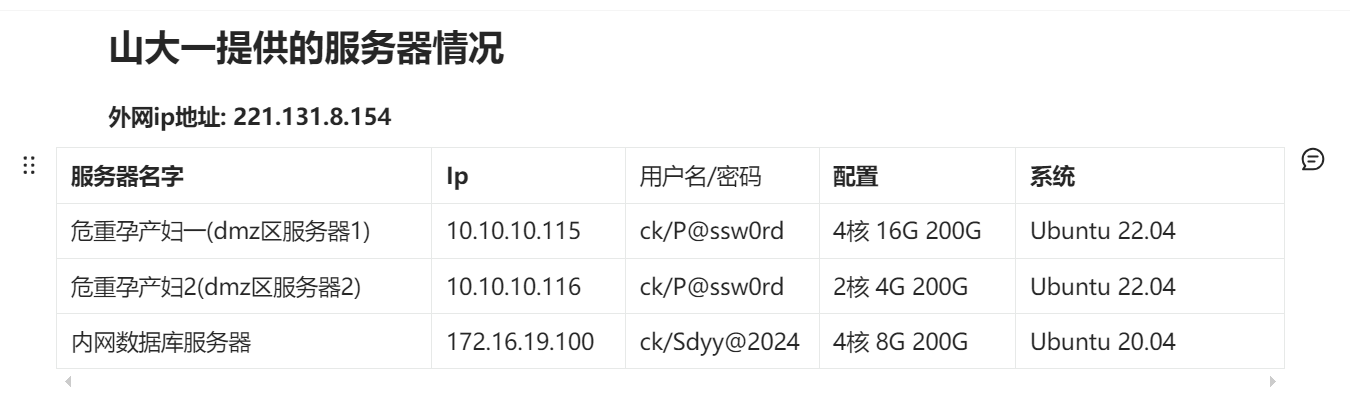 山大一提供的服务器情况
外网ip地址: 221.131.8.154
服务器名字 Ip 用户名/密码 配置 系统
危重孕产妇一(dmz区服务器1) 10.10.10.115 ck/P@ssw0rd 4核 16G 200G Ubuntu 22.04
危重孕产妇2(dmz区服务器2) 10.10.10.116 ck/P@ssw0rd 2核 4G 200G Ubuntu 22.04
内网数据库服务器 172.16.19.100 ck/Sdyy@2024 4核 8G 200G Ubuntu 20.04